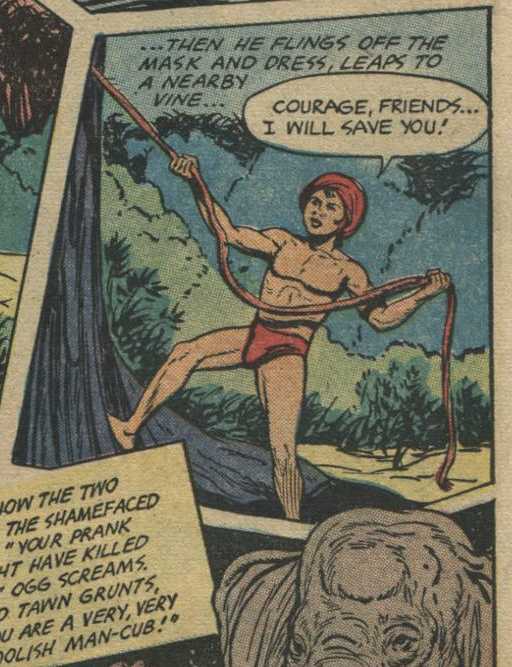 ...THEN HE FLINGS OFF THE
MASK AND DRESS, LEAPS TO
A NEARBY
VINE...
COURAGE, FRIENDS...
I WILL SAVE YOU!
THE TWO
THE SHAMEFACED
"YOUR PRANK
HAVE KILLED
OGG SCREAMS.
TAWN GRUNTS,
ARE A VERY, VERY
MAN-CUB!"